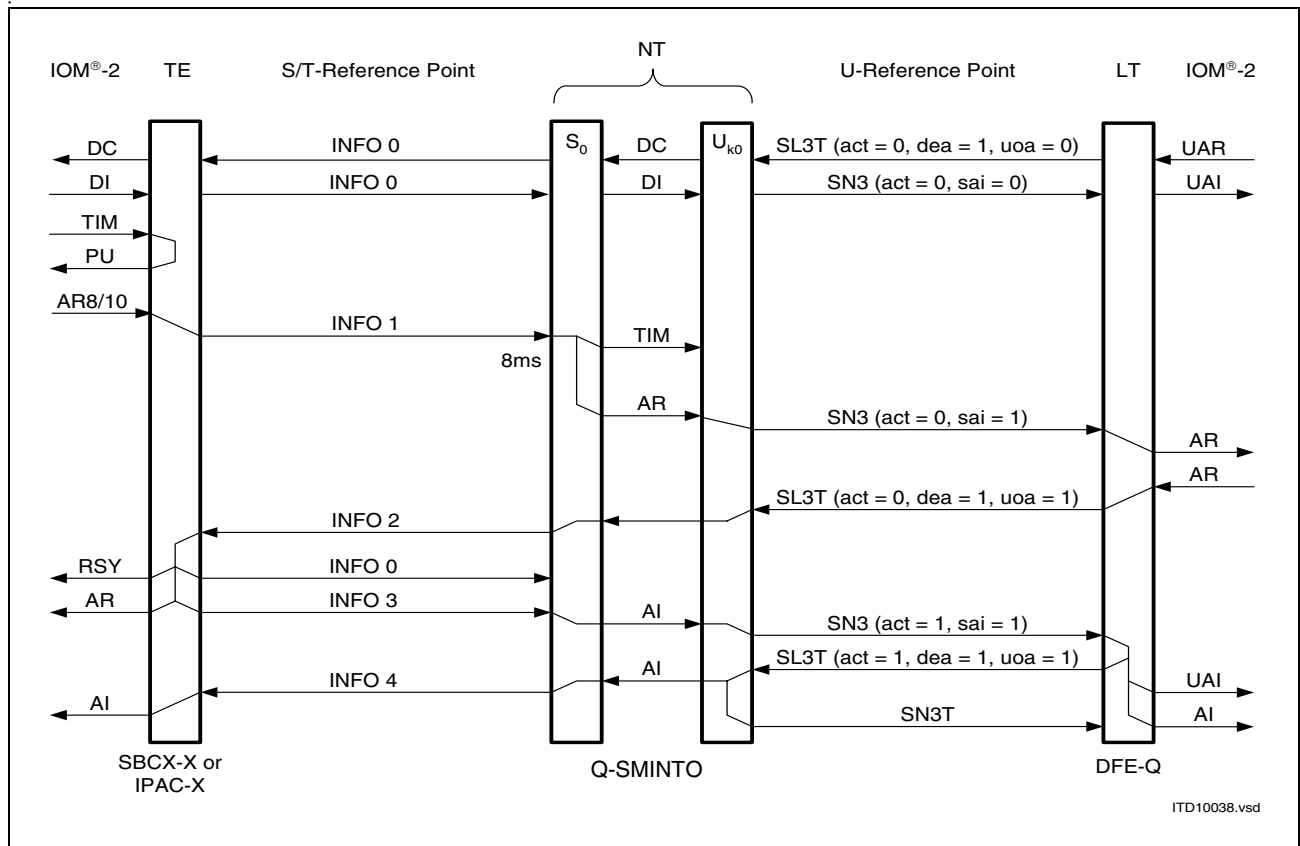 .
NT
IOM®-2 TE S/T-Reference Point U-Reference Point LT IOM®-2
DC INFO 0 S0 DC Uk0 SL3T (act = 0, dea = 1, uoa = 0) UAR
DI INFO 0 DI SN3 (act = 0, sai = 0) UAI
TIM
PU
AR8/10
INFO 1
8ms
TIM
AR SN3 (act = 0, sai = 1)
AR
AR
SL3T (act = 0, dea = 1, uoa = 1)
INFO 2
RSY INFO 0
AR INFO 3 AI SN3 (act = 1, sai = 1)
SL3T (act = 1, dea = 1, uoa = 1)
AI INFO 4 AI UAI
SN3T AI
SBCX-X or
IPAC-X
Q-SMINTO
DFE-Q
ITD10038.vsd